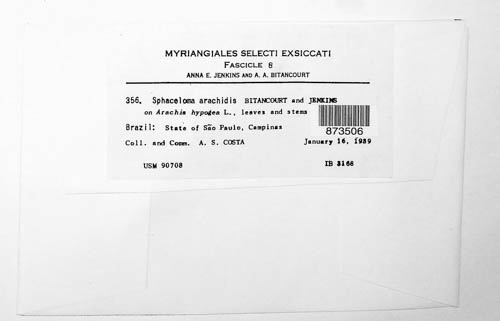 MYRIANGIALES SELECTI EXSICCATI
FASCICLE 8
ANNA E. JENKINS AND A. A. BITANCOURT
356. Sphaceloma arachidis BITANCOURT and JENKINS
on Arachis hypogea L., leaves and stems
873506
Brazil: State of São Paulo, Campinas
Coll. and Comm. A. S. COSTA January 16, 1939
USM 90708 IB 3168